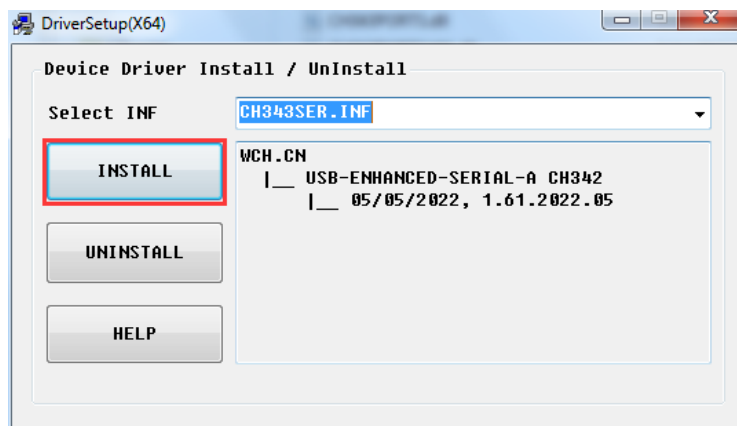 DriverSetup(X64)
Device Driver Install / UnInstall
Select INF
CH343SER.INF
INSTALL
WCH.CN
|__ USB-ENHANCED-SERIAL-A CH342
|__ 05/05/2022, 1.61.2022.05
UNINSTALL
HELP